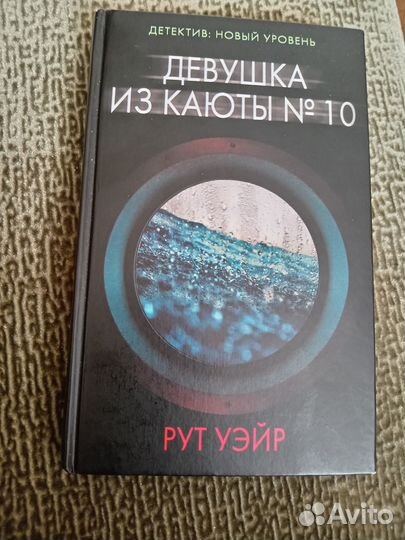 ДЕТЕКТИВ: НОВЫЙ УРОВЕНЬ
ДЕВУШКА
ИЗ КАЮТЫ № 10
РУТ УЭЙР
Avito